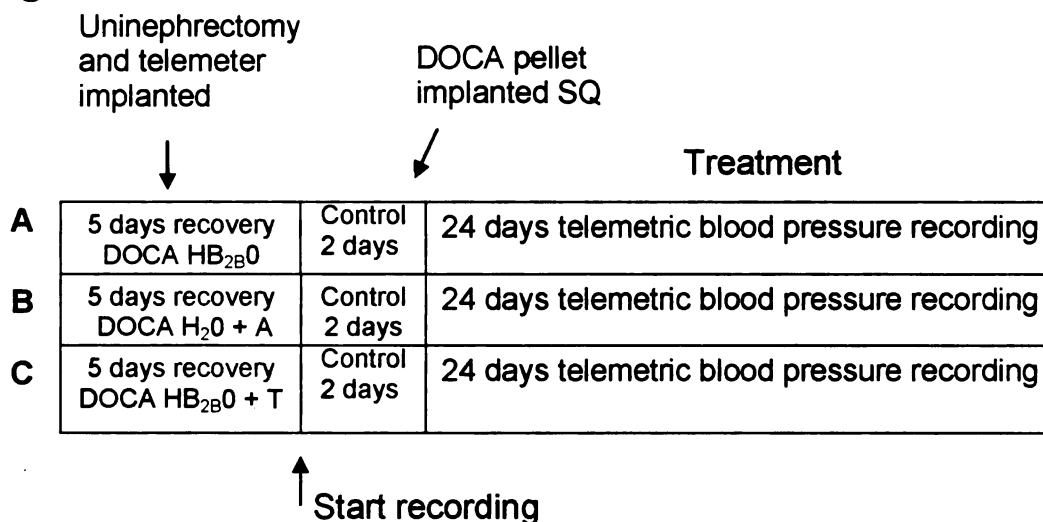 Uninephrectomy
and telemeter
implanted
DOCA pellet
implanted SQ
Treatment
A
5 days recovery
DOCA HB2B0
Control
2 days
24 days telemetric blood pressure recording
B
5 days recovery
DOCA H20 + A
Control
2 days
24 days telemetric blood pressure recording
C
5 days recovery
DOCA HB2B0 + T
Control
2 days
24 days telemetric blood pressure recording
Start recording